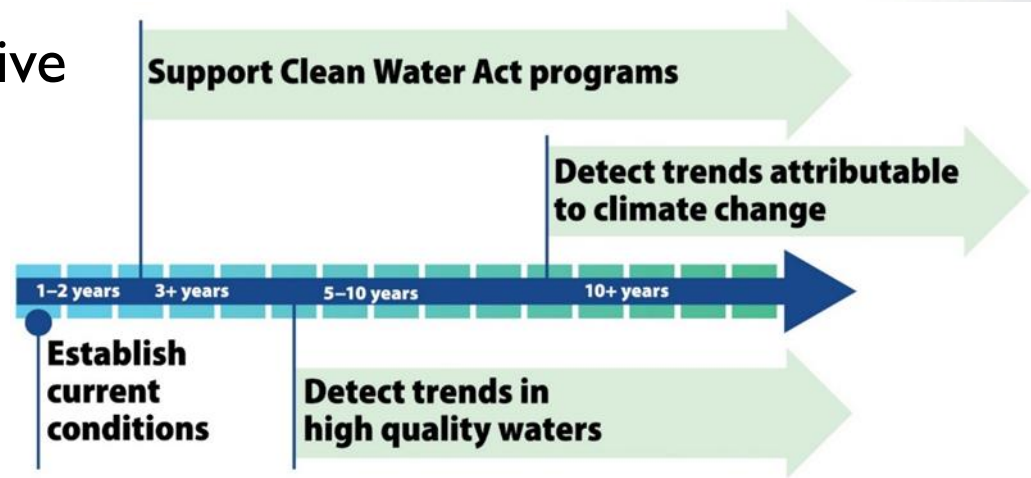 ive
Support Clean Water Act programs
Detect trends attributable
to climate change
1–2 years
3+ years
5–10 years
10+ years
Establish
current
conditions
Detect trends in
high quality waters